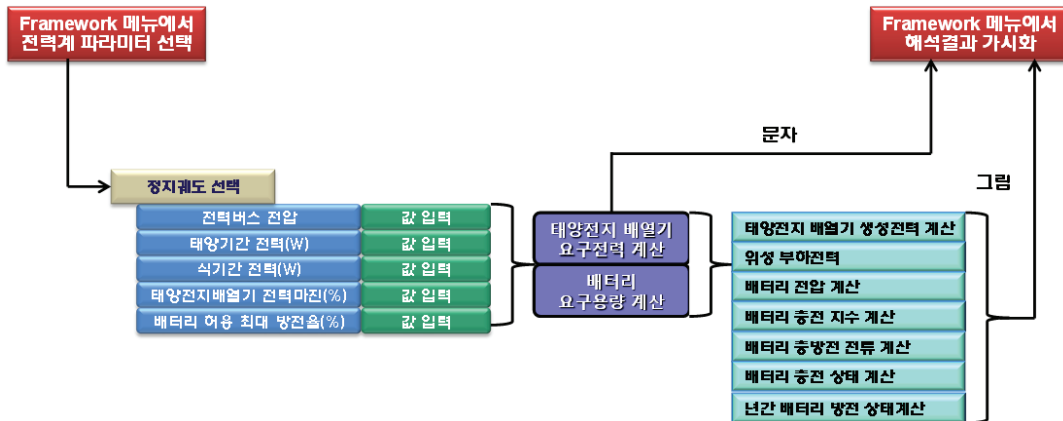 Framework 메뉴에서
전력계 파라미터 선택
Framework 메뉴에서
해석결과 가시화
문자
그림
정지궤도 선택
전력버스 전압
값 입력
태양기간 전력(W)
값 입력
식기간 전력(W)
값 입력
태양전지배열기 전력마진(%)
값 입력
배터리 허용 최대 방전율(%)
값 입력
태양전지 배열기
요구전력 계산
배터리
요구용량 계산
태양전지 배열기 생성전력 계산
위성 부하전력
배터리 전압 계산
배터리 충전 지수 계산
배터리 충방전 전류 계산
배터리 충전 상태 계산
년간 배터리 방전 상태계산